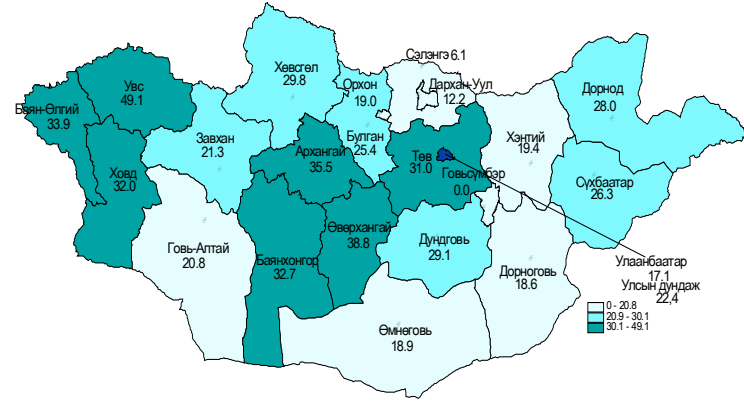 Сэлэнгэ 6.1
Хөвсгөл
29.8
Орхон
19.0
Дархан-Уул
12.2
Дорнод
28.0
Увс
49.1
Баян-Өлгий
33.9
Завхан
21.3
Булган
25.4
Архангай
35.5
Төв
31.0
Хэнтий
19.4
Ховд
32.0
Говьсүмбэр
0.0
Сүхбаатар
26.3
Өвөрхангай
38.8
Говь-Алтай
20.8
Баянхонгор
32.7
Дундговь
29.1
Дорноговь
18.6
Улаанбаатар
17.1
Улсын дундаж
22,4
Өмнөговь
18.9
0 - 20.8
20.9 - 30.1
30.1 - 49.1